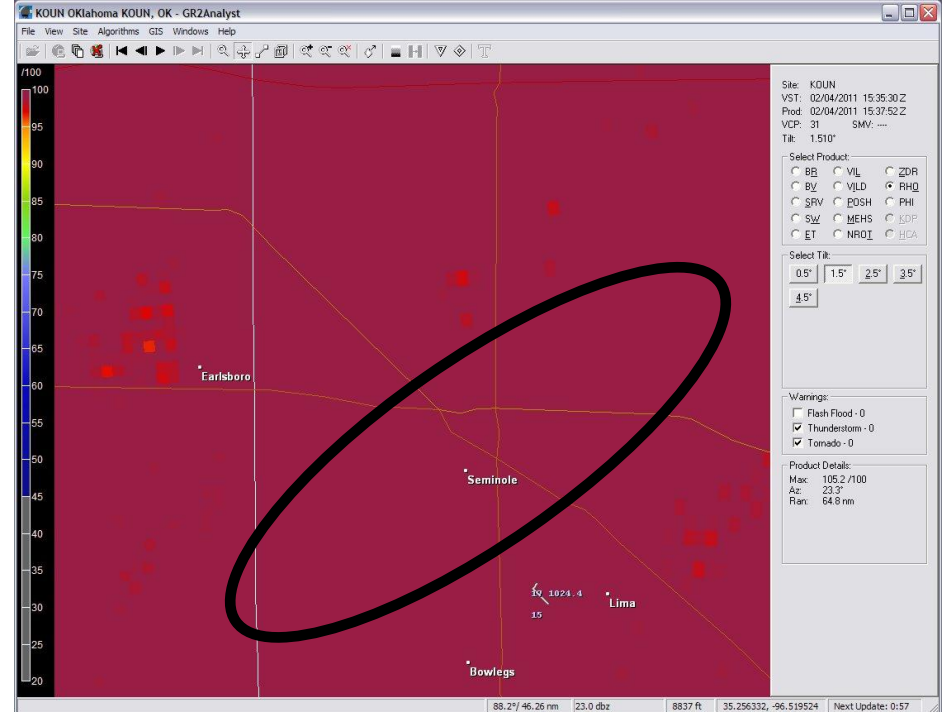 KOUN OKlahoma KOUN, OK - GR2Analyst
File View Site Algorithms GIS Windows Help
/100
100
95
90
85
80
75
70
65
60
55
50
45
40
35
30
25
20
Earlsboro
Seminole
1024.4
15
Lima
Bowlegs
Site: KOUN
VST: 02/04/2011 15:35:30 Z
Prod: 02/04/2011 15:37:52 Z
VCP: 31 SMV: ---
Tilt: 1.510°
Select Product:
BR VIL ZDR
BV VILD RHO
SRV POSH PHI
SW MEHS KDP
ET NROT HCA
Select Tilt:
0.5° 1.5° 2.5° 3.5°
4.5°
Warnings:
Flash Flood - 0
Thunderstorm - 0
Tornado - 0
Product Details:
Max: 105.2 /100
Az: 23.3°
Ran: 64.8 nm
88.2°/ 46.26 nm 23.0 dbz 8837 ft 35.256332, -96.519524 Next Update: 0:57